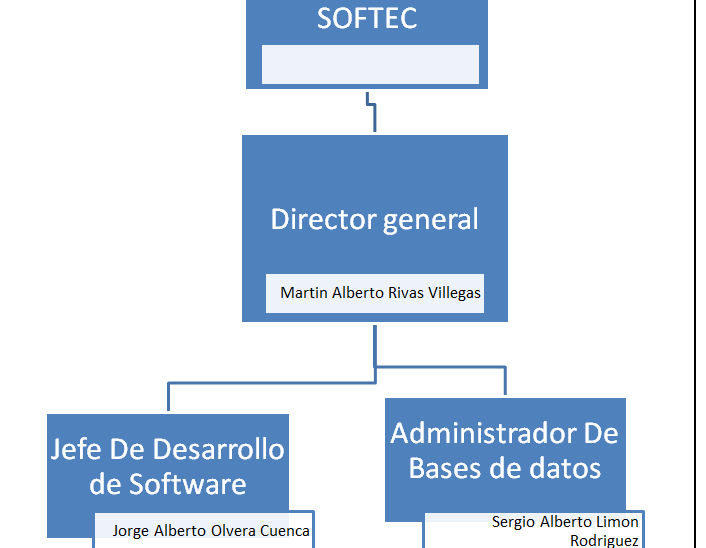 SOFTEC
Director general
Martin Alberto Rivas Villegas
Jefe De Desarrollo
de Software
Jorge Alberto Olvera Cuenca
Administrador De
Bases de datos
Sergio Alberto Limon
Rodriguez